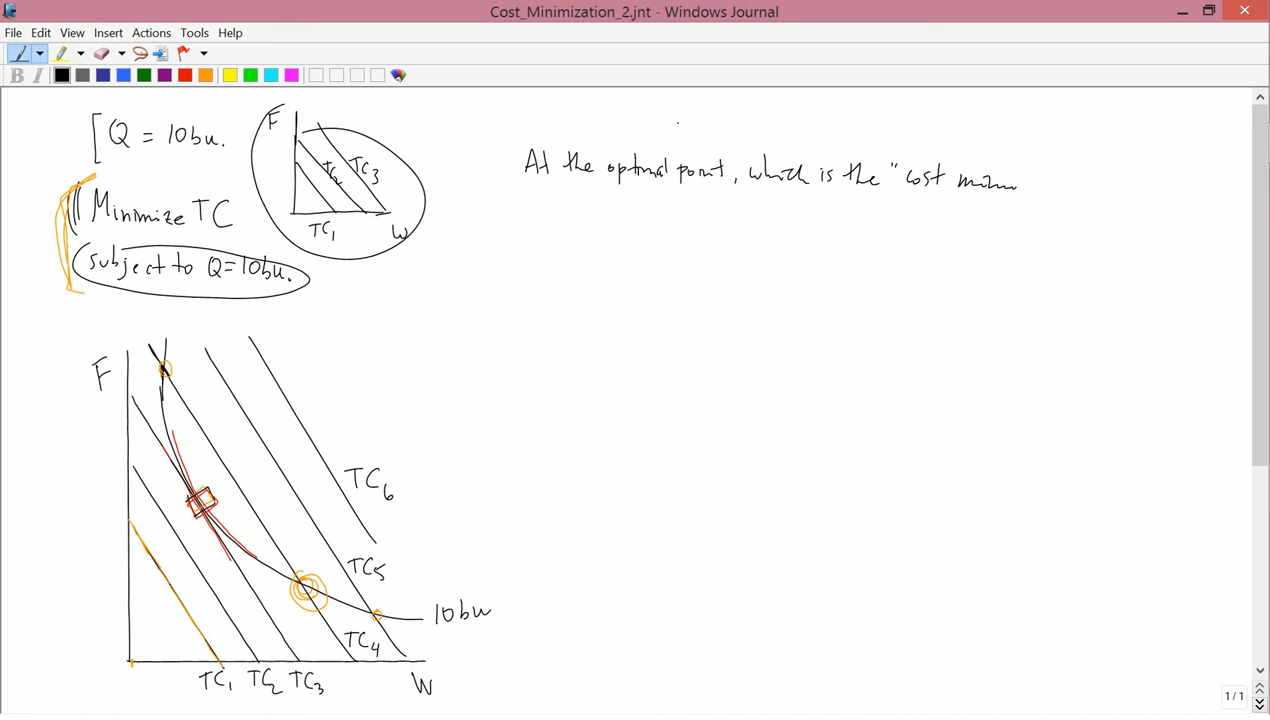 Cost_Minimization_2.jnt - Windows Journal
File Edit View Insert Actions Tools Help
B I
[ Q = 10bu.
Minimize TC
subject to Q=10bu.
F
TC2 TC3
TC1 W
At the optimal point, which is the "cost minim
F
TC6
TC5
10bu
TC4
TC1 TC2 TC3 W
1 / 1